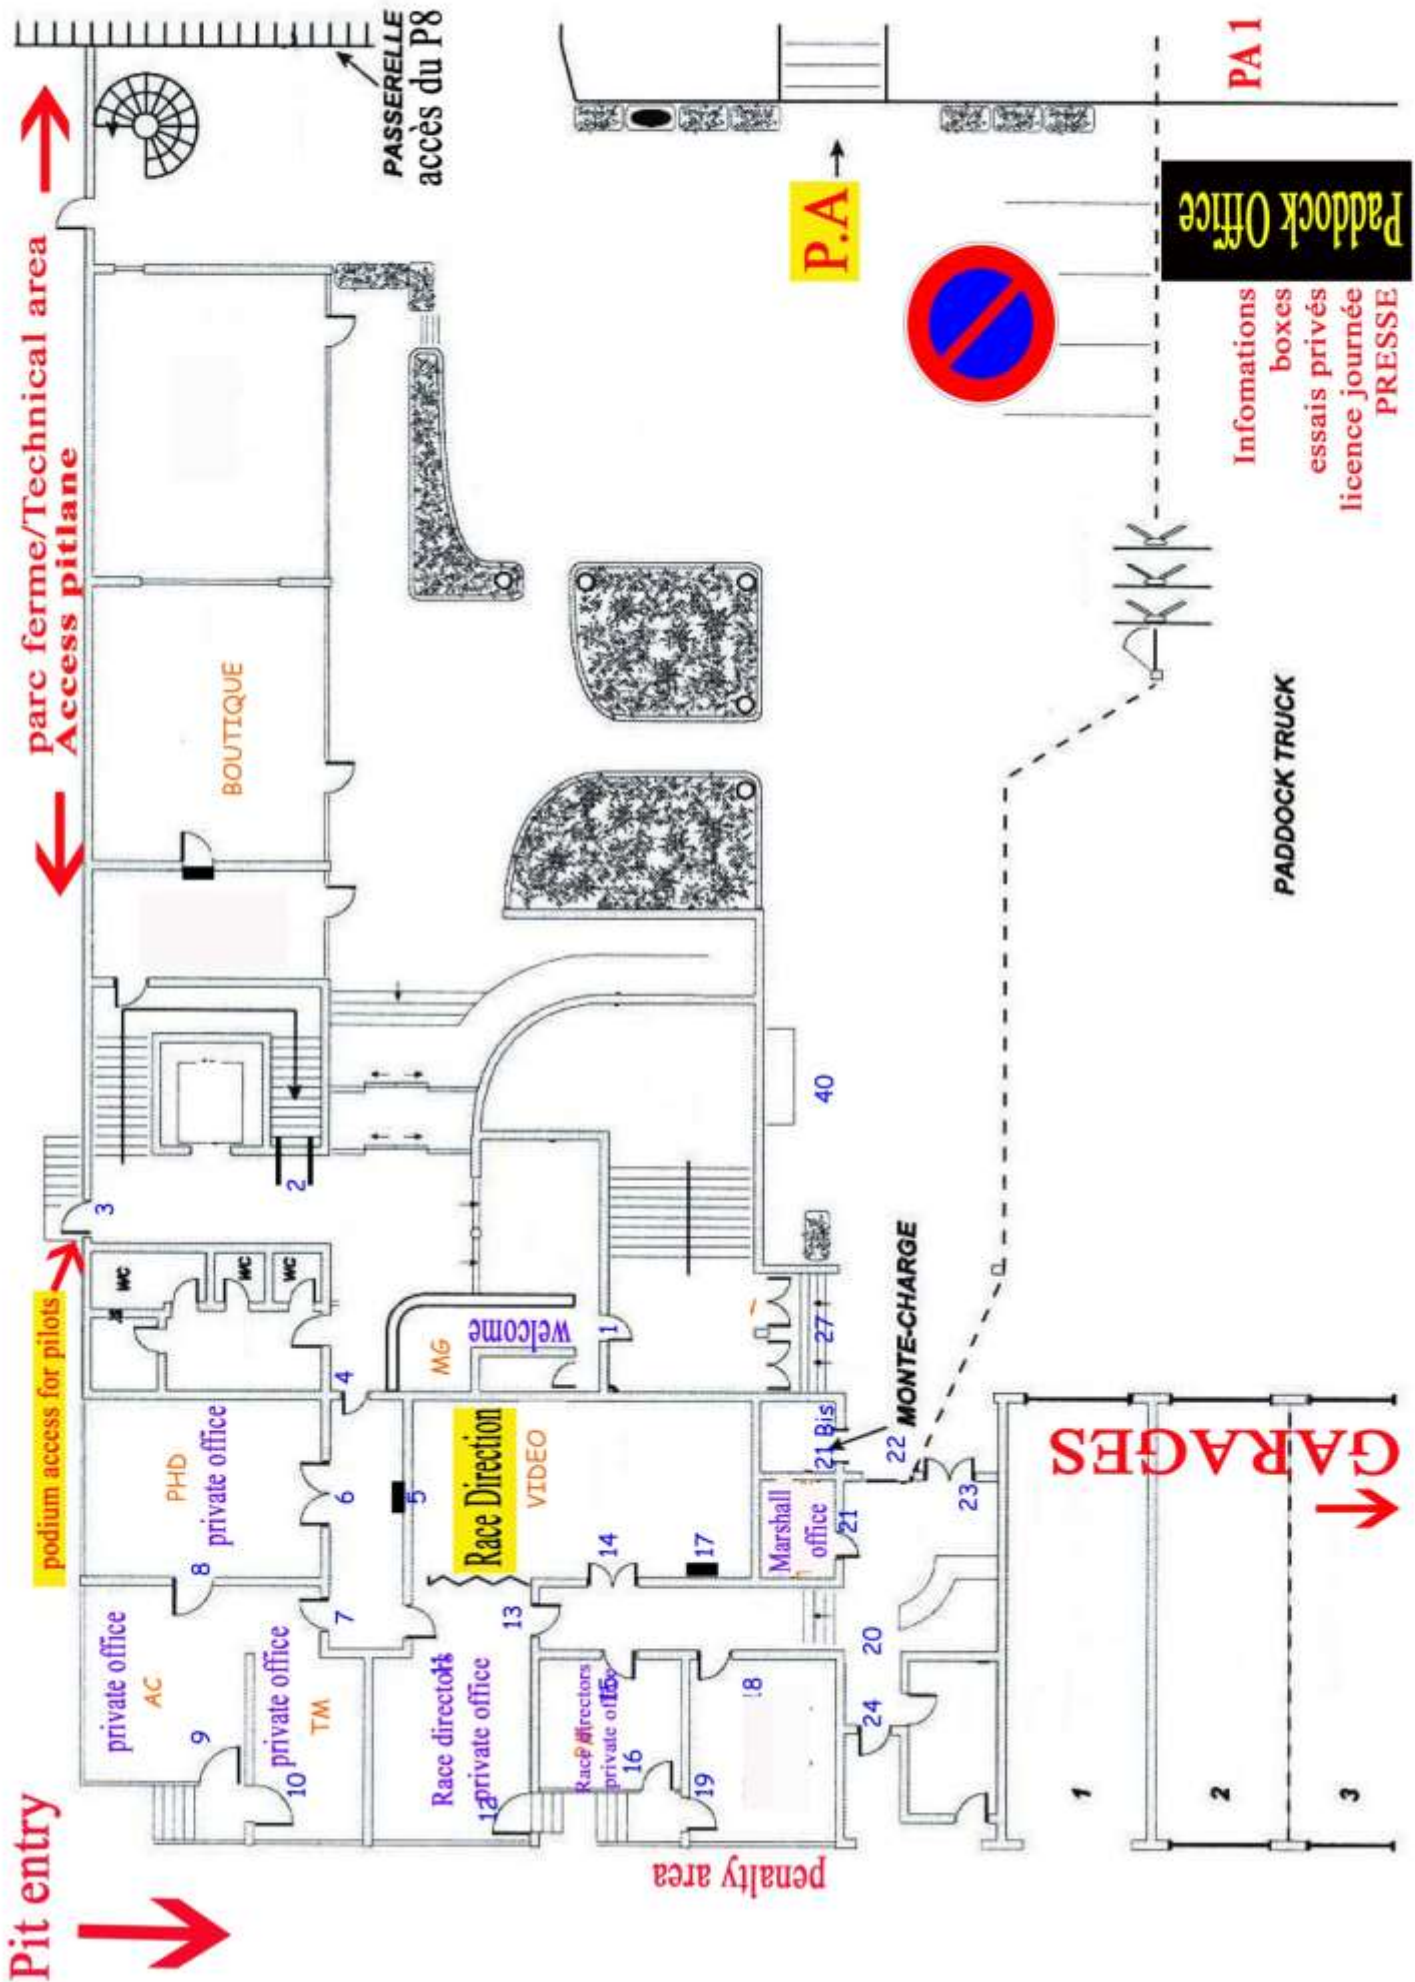 PASSERELLE
accès du P8
PA 1
P.A
Paddock Office
Infomations
boxes
essais privés
licence journée
PRESSE
parc ferme/Technical area
Access pitlane
BOUTIQUE
PADDOCK TRUCK
40
3
2
podium access for pilots
WC
WC
WC
4
MG
welcome
1
27
MONTE-CHARGE
PHD
private office
8
6
5
Race Direction
VIDEO
14
17
21 Bis
22
Marshall
office
21
23
GARAGES
private office
AC
9
7
private office
TM
10
Race directors
private office
12
13
Race directors
private office
15
16
18
19
20
24
1
2
3
penalty area
Pit entry